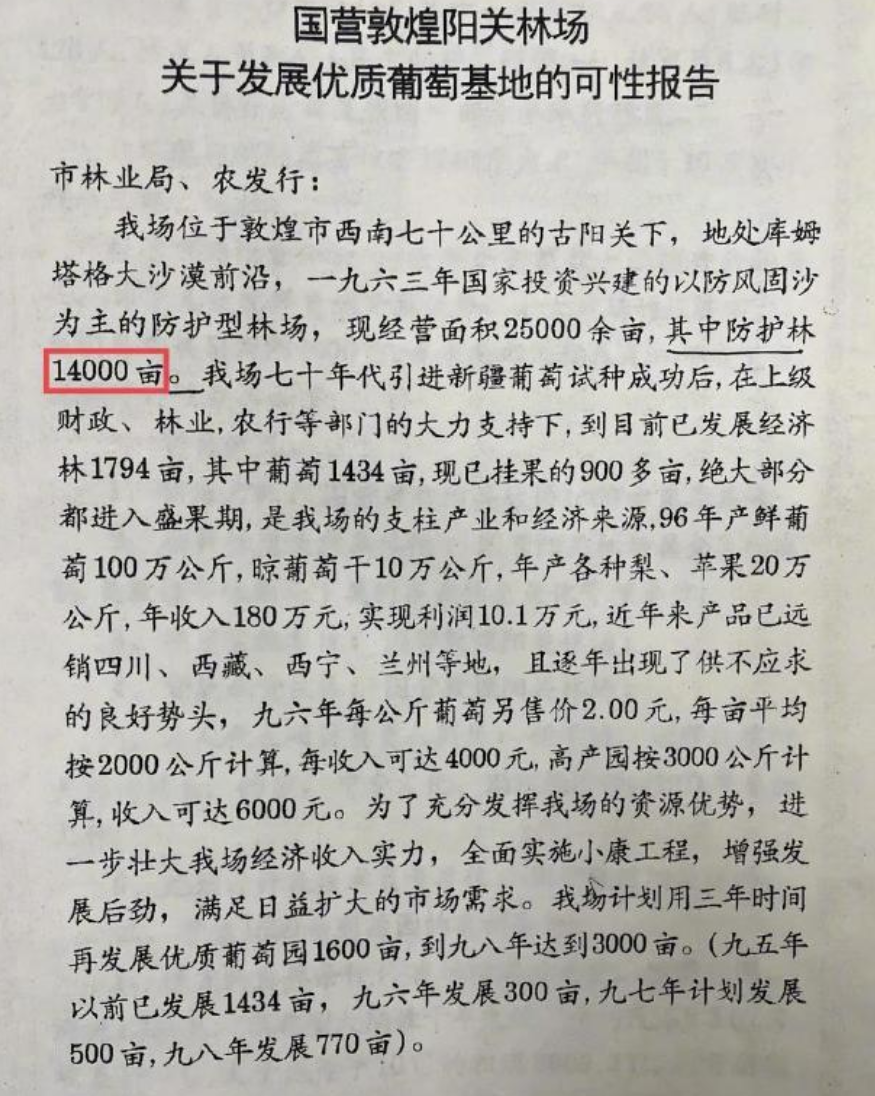 国营敦煌阳关林场
关于发展优质葡萄基地的可性报告
市林业局、农发行：
我场位于敦煌市西南七十公里的古阳关下，地处库姆
塔格大沙漠前沿，一九六三年国家投资兴建的以防风固沙
为主的防护型林场，现经营面积25000余亩,其中防护林
14000亩。我场七十年代引进新疆葡萄试种成功后,在上级
财政、林业,农行等部门的大力支持下,到目前已发展经济
林1794亩,其中葡萄1434亩,现已挂果的900多亩,绝大部分
都进入盛果期,是我场的支柱产业和经济来源,96年产鲜葡
萄100万公斤,晾葡萄干10万公斤,年产各种梨、苹果20万
公斤,年收入180万元,实现利润10.1万元,近年来产品已远
销四川、西藏、西宁、兰州等地，且逐年出现了供不应求
的良好势头，九六年每公斤葡萄另售价2.00元,每亩平均
按2000公斤计算,每收入可达4000元,高产园按3000公斤计
算,收入可达6000元。为了充分发挥我场的资源优势，进
一步壮大我场经济收入实力，全面实施小康工程，增强发
展后劲，满足日益扩大的市场需求。我场计划用三年时间
再发展优质葡萄园1600亩,到九八年达到3000亩。(九五年
以前已发展1434亩，九六年发展300亩,九七年计划发展
500亩,九八年发展770亩)。